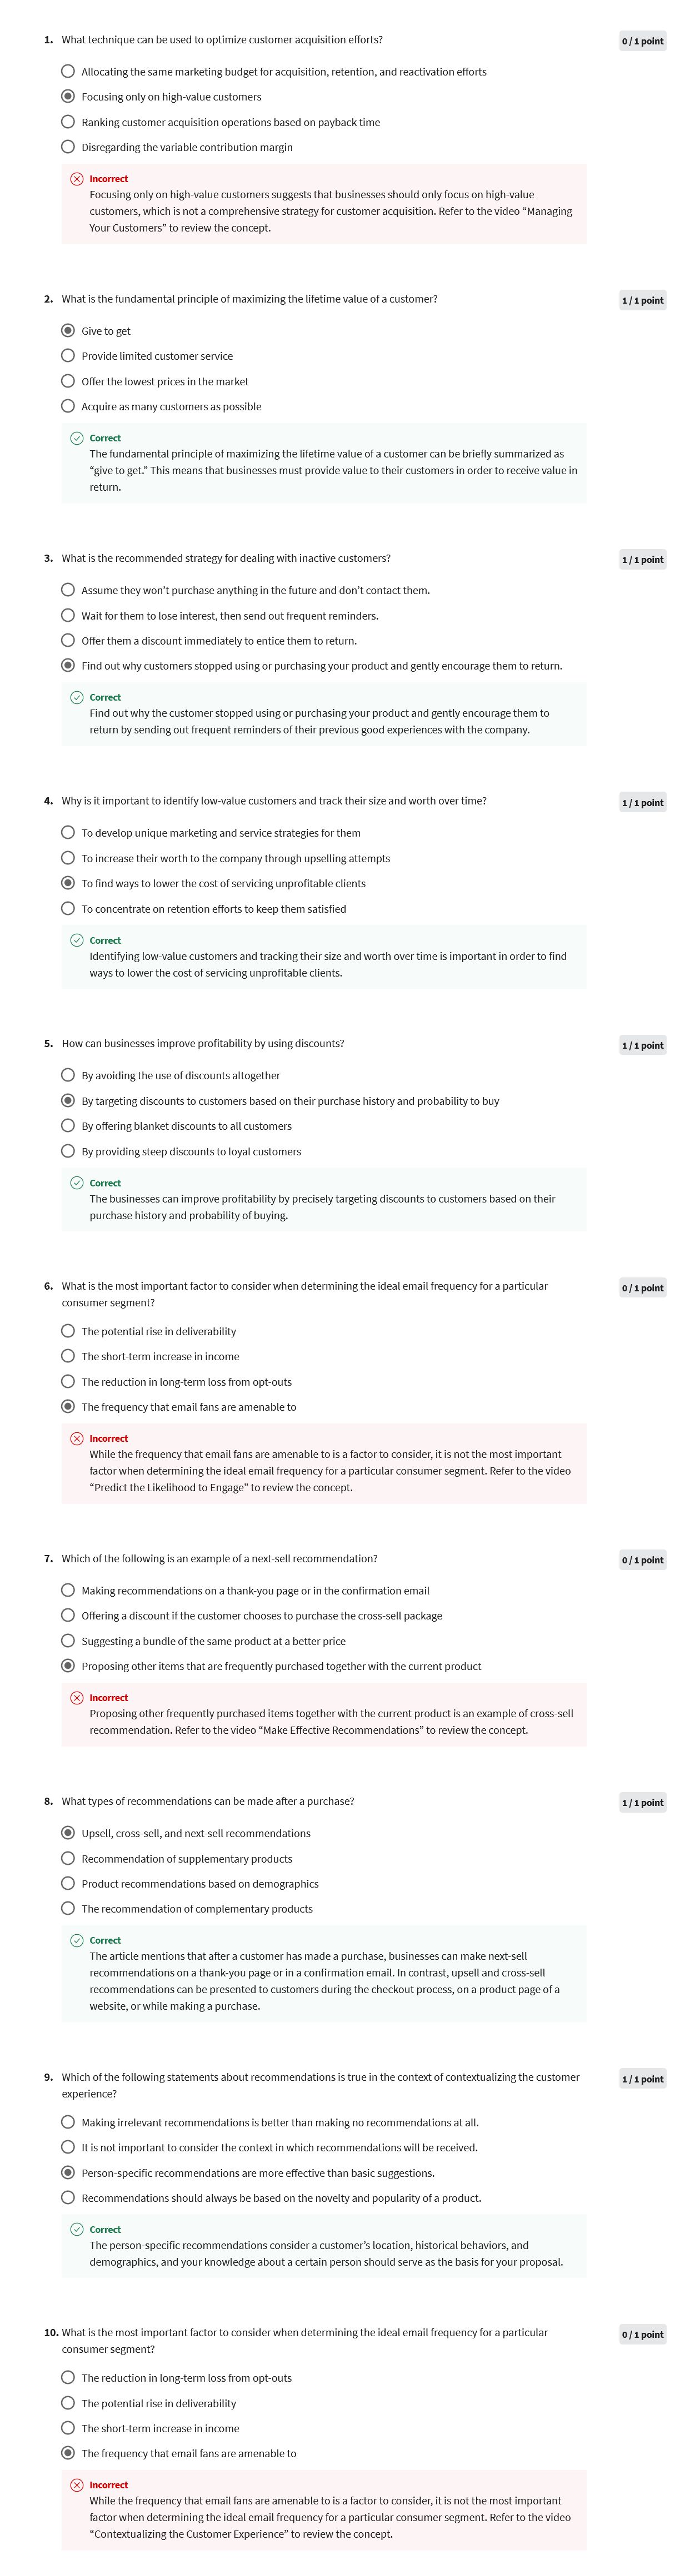 1. What technique can be used to optimize customer acquisition efforts?
0 / 1 point
Allocating the same marketing budget for acquisition, retention, and reactivation efforts
Focusing only on high-value customers
Ranking customer acquisition operations based on payback time
Disregarding the variable contribution margin
Incorrect
Focusing only on high-value customers suggests that businesses should only focus on high-value
customers, which is not a comprehensive strategy for customer acquisition. Refer to the video “Managing
Your Customers” to review the concept.
2. What is the fundamental principle of maximizing the lifetime value of a customer?
1 / 1 point
Give to get
Provide limited customer service
Offer the lowest prices in the market
Acquire as many customers as possible
Correct
The fundamental principle of maximizing the lifetime value of a customer can be briefly summarized as
“give to get.” This means that businesses must provide value to their customers in order to receive value in
return.
3. What is the recommended strategy for dealing with inactive customers?
1 / 1 point
Assume they won’t purchase anything in the future and don’t contact them.
Wait for them to lose interest, then send out frequent reminders.
Offer them a discount immediately to entice them to return.
Find out why customers stopped using or purchasing your product and gently encourage them to return.
Correct
Find out why the customer stopped using or purchasing your product and gently encourage them to
return by sending out frequent reminders of their previous good experiences with the company.
4. Why is it important to identify low-value customers and track their size and worth over time?
1 / 1 point
To develop unique marketing and service strategies for them
To increase their worth to the company through upselling attempts
To find ways to lower the cost of servicing unprofitable clients
To concentrate on retention efforts to keep them satisfied
Correct
Identifying low-value customers and tracking their size and worth over time is important in order to find
ways to lower the cost of servicing unprofitable clients.
5. How can businesses improve profitability by using discounts?
1 / 1 point
By avoiding the use of discounts altogether
By targeting discounts to customers based on their purchase history and probability to buy
By offering blanket discounts to all customers
By providing steep discounts to loyal customers
Correct
The businesses can improve profitability by precisely targeting discounts to customers based on their
purchase history and probability of buying.
6. What is the most important factor to consider when determining the ideal email frequency for a particular
consumer segment?
0 / 1 point
The potential rise in deliverability
The short-term increase in income
The reduction in long-term loss from opt-outs
The frequency that email fans are amenable to
Incorrect
While the frequency that email fans are amenable to is a factor to consider, it is not the most important
factor when determining the ideal email frequency for a particular consumer segment. Refer to the video
“Predict the Likelihood to Engage” to review the concept.
7. Which of the following is an example of a next-sell recommendation?
0 / 1 point
Making recommendations on a thank-you page or in the confirmation email
Offering a discount if the customer chooses to purchase the cross-sell package
Suggesting a bundle of the same product at a better price
Proposing other items that are frequently purchased together with the current product
Incorrect
Proposing other frequently purchased items together with the current product is an example of cross-sell
recommendation. Refer to the video “Make Effective Recommendations” to review the concept.
8. What types of recommendations can be made after a purchase?
1 / 1 point
Upsell, cross-sell, and next-sell recommendations
Recommendation of supplementary products
Product recommendations based on demographics
The recommendation of complementary products
Correct
The article mentions that after a customer has made a purchase, businesses can make next-sell
recommendations on a thank-you page or in a confirmation email. In contrast, upsell and cross-sell
recommendations can be presented to customers during the checkout process, on a product page of a
website, or while making a purchase.
9. Which of the following statements about recommendations is true in the context of contextualizing the customer
experience?
1 / 1 point
Making irrelevant recommendations is better than making no recommendations at all.
It is not important to consider the context in which recommendations will be received.
Person-specific recommendations are more effective than basic suggestions.
Recommendations should always be based on the novelty and popularity of a product.
Correct
The person-specific recommendations consider a customer’s location, historical behaviors, and
demographics, and your knowledge about a certain person should serve as the basis for your proposal.
10. What is the most important factor to consider when determining the ideal email frequency for a particular
consumer segment?
0 / 1 point
The reduction in long-term loss from opt-outs
The potential rise in deliverability
The short-term increase in income
The frequency that email fans are amenable to
Incorrect
While the frequency that email fans are amenable to is a factor to consider, it is not the most important
factor when determining the ideal email frequency for a particular consumer segment. Refer to the video
“Contextualizing the Customer Experience” to review the concept.